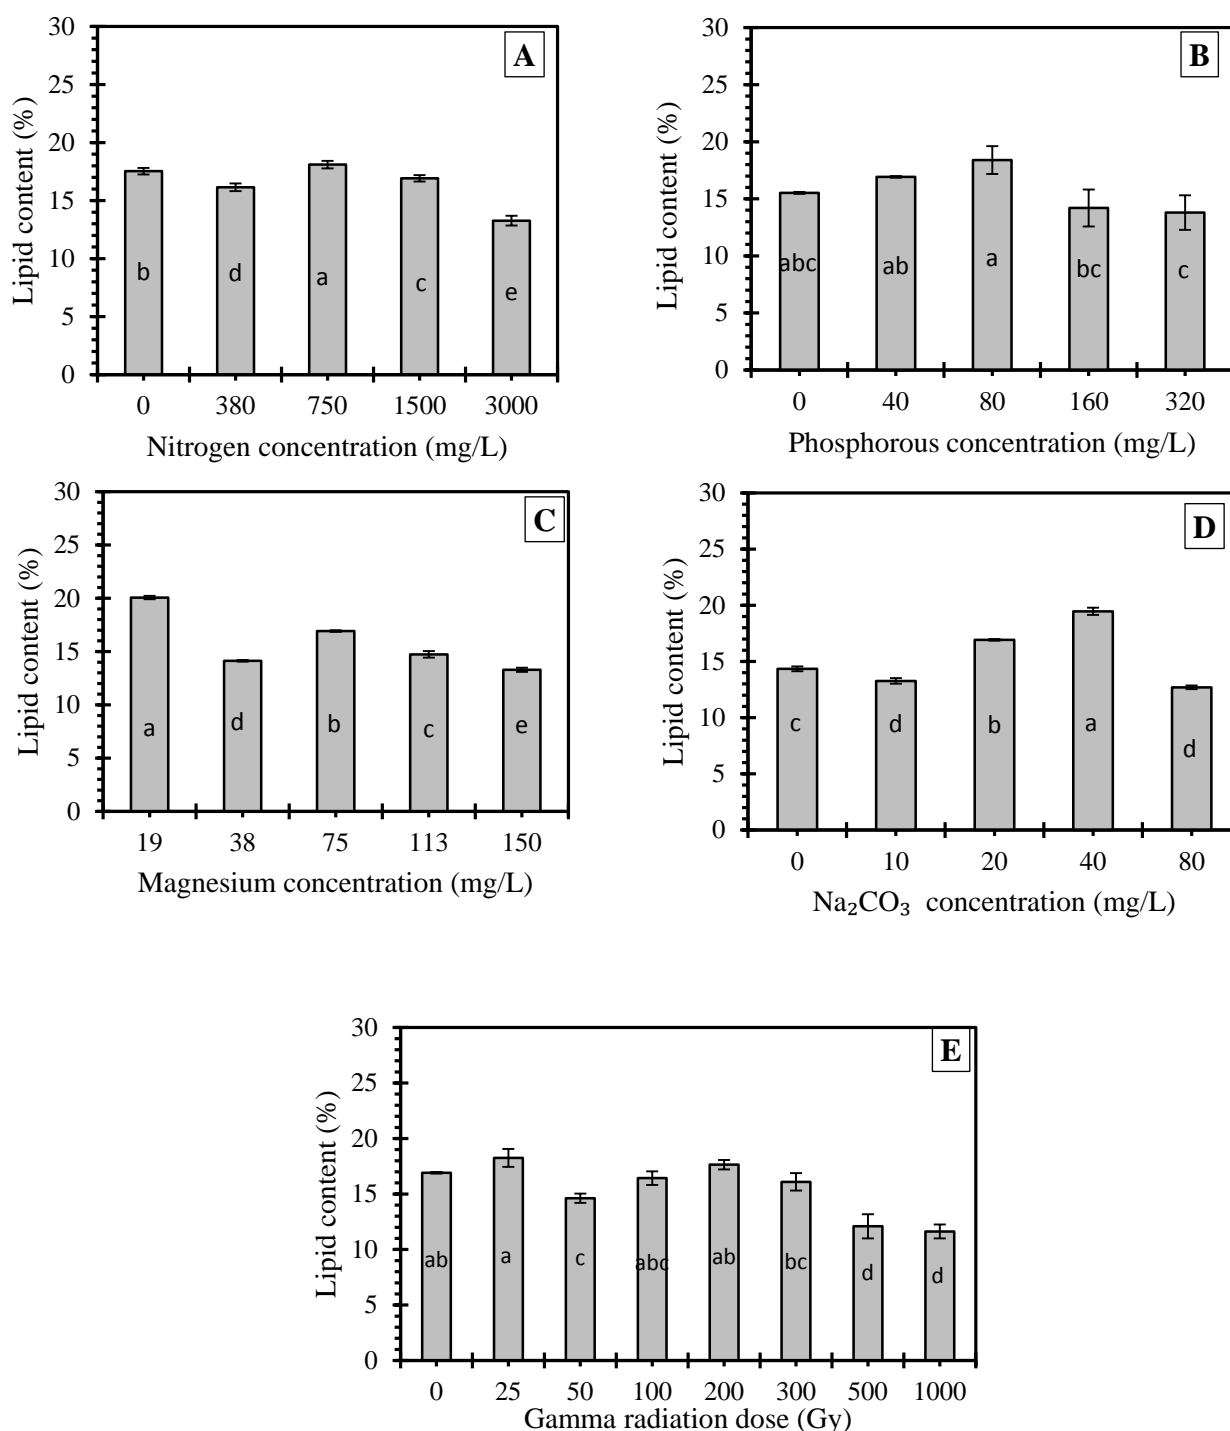 A
Lipid content (%)
30
25
20
15
10
5
0
b d a c e
0 380 750 1500 3000
Nitrogen concentration (mg/L)
B
Lipid content (%)
30
25
20
15
10
5
0
abc ab a bc c
0 40 80 160 320
Phosphorous concentration (mg/L)
C
Lipid content (%)
30
25
20
15
10
5
0
a d b c e
19 38 75 113 150
Magnesium concentration (mg/L)
D
Lipid content (%)
30
25
20
15
10
5
0
c d b a d
0 10 20 40 80
Na₂CO₃ concentration (mg/L)
E
Lipid content (%)
30
25
20
15
10
5
0
ab a c abc ab bc d d
0 25 50 100 200 300 500 1000
Gamma radiation dose (Gy)